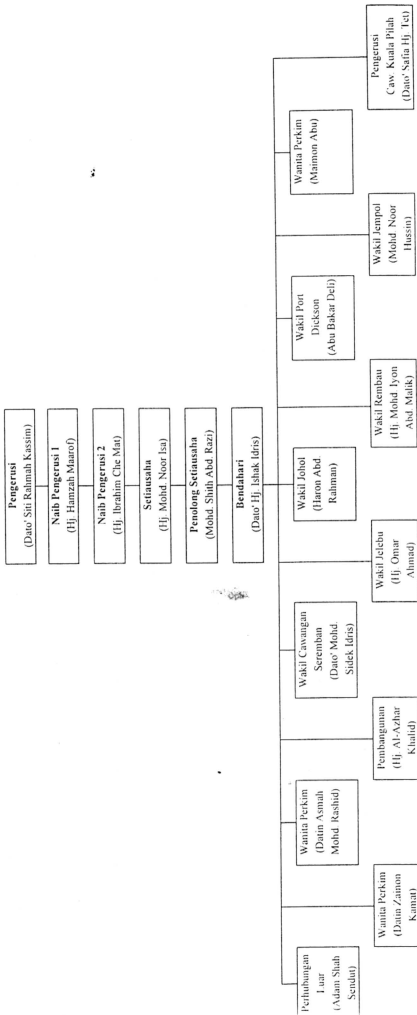 Pengerusi
(Dato' Siti Rahmah Kassim)
Naib Pengerusi 1
(Hj. Hamzah Maarof)
Naib Pengerusi 2
(Hj. Ibrahim Che Mat)
Setiausaha
(Hj. Mohd. Noor Isa)
Penolong Setiausaha
(Mohd. Shith Abd. Razi)
Bendahari
(Dato' Hj. Ishak Idris)
Perhubungan
Luar
(Adam Shah
Sendut)
Wanita Perkim
(Datin Asmah
Mohd. Rashid)
Wakil Cawangan
Seremban
(Dato' Mohd.
Sidek Idris)
Wakil Johol
(Haron Abd.
Rahman)
Wakil Port
Dickson
(Abu Bakar Deli)
Wanita Perkim
(Maimon Abu)
Wanita Perkim
(Datin Zainon
Kamat)
Pembangunan
(Hj. Al-Azhar
Khalid)
Wakil Jelebu
(Hj. Omar
Ahmad)
Wakil Rembau
(Hj. Mohd. Iyon
Abd. Malik)
Wakil Jempol
(Mohd. Noor
Hussin)
Pengerusi
Caw. Kuala Pilah
(Dato' Safia Hj. Tet)